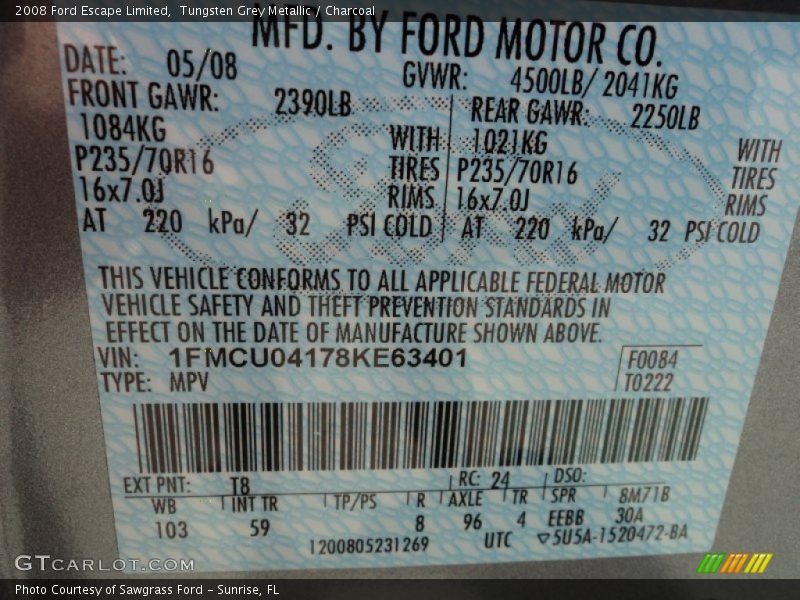 2008 Ford Escape Limited,  Tungsten Grey Metallic / Charcoal
MFD. BY FORD MOTOR CO.
DATE: 05/08 GVWR: 4500LB/ 2041KG
FRONT GAWR: 2390LB REAR GAWR: 2250LB
1084KG WITH 1021KG WITH
P235/70R16 TIRES P235/70R16 TIRES
16x7.0J RIMS 16x7.0J RIMS
AT 220 kPa/ 32 PSI COLD AT 220 kPa/ 32 PSI COLD
THIS VEHICLE CONFORMS TO ALL APPLICABLE FEDERAL MOTOR
VEHICLE SAFETY AND THEFT PREVENTION STANDARDS IN
EFFECT ON THE DATE OF MANUFACTURE SHOWN ABOVE.
VIN: 1FMCU04178KE63401 F0084
TYPE: MPV T0222
EXT PNT: T8 RC: 24 DSO:
WB INT TR TP/PS R AXLE TR SPR 8M71B
103 59 8 96 4 EEBB 30A
1200805231269 UTC ▽5U5A-1520472-BA
GTCARLOT.COM
Photo Courtesy of Sawgrass Ford - Sunrise, FL